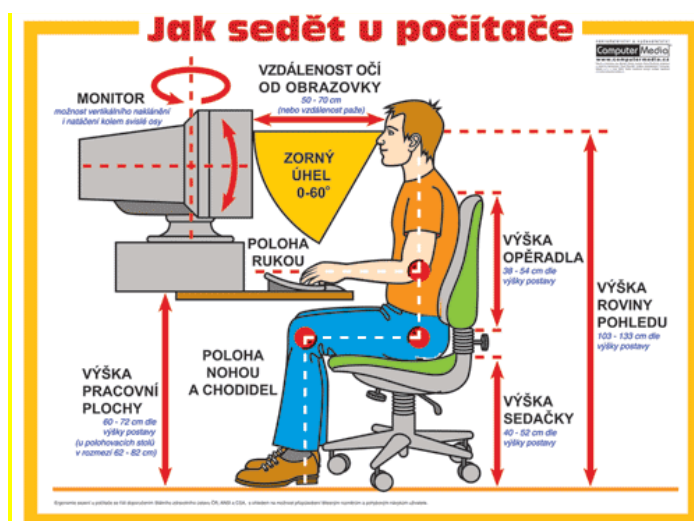 Jak sedět u počítače
Computer Media
www.computermedia.cz
VZDÁLENOST OČÍ
OD OBRAZOVKY
50 - 70 cm
(nebo vzdálenost paže)
MONITOR
možnost vertikálního naklánění
i natáčení kolem svislé osy
ZORNÝ
ÚHEL
0-60°
POLOHA
RUKOU
VÝŠKA
OPĚRADLA
38 - 54 cm dle
výšky postavy
VÝŠKA
ROVINY
POHLEDU
103 - 133 cm dle
výšky postavy
POLOHA
NOHOU
A CHODIDEL
VÝŠKA
PRACOVNÍ
PLOCHY
60 - 72 cm dle
výšky postavy
(u polohovacích stolů
v rozmezí 62 - 82 cm)
VÝŠKA
SEDAČKY
40 - 52 cm dle
výšky postavy